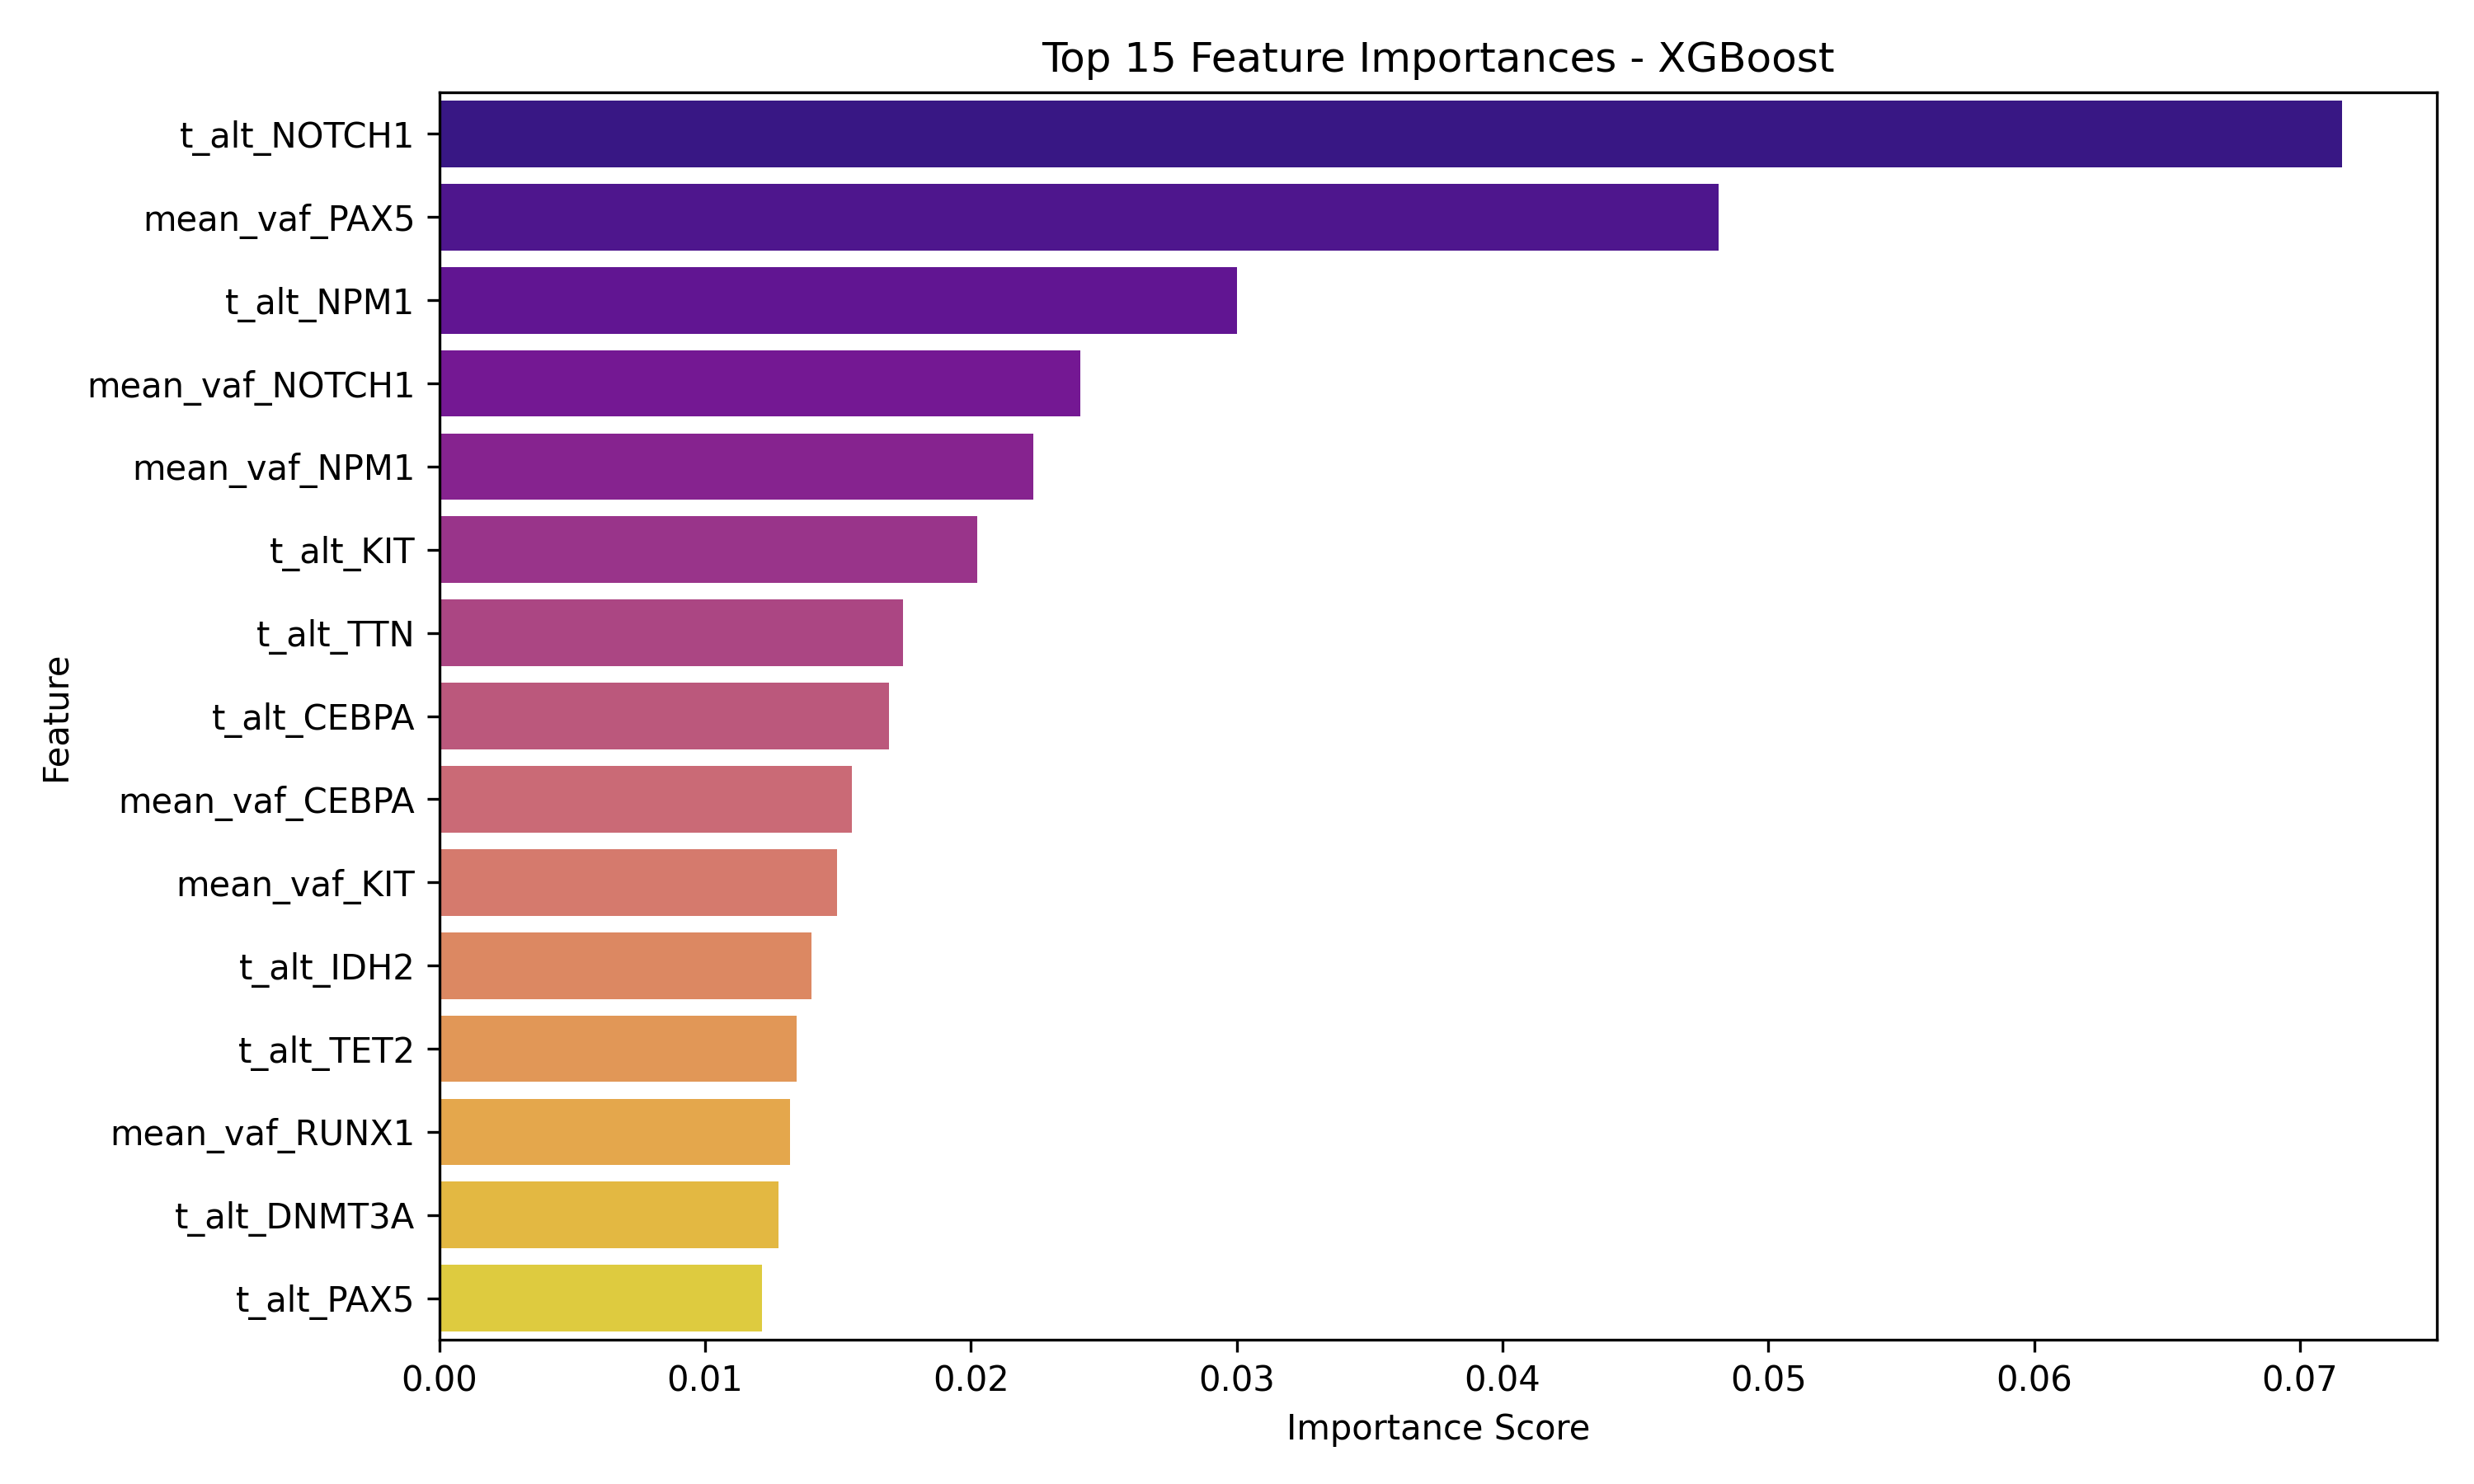 Top 15 Feature Importances - XGBoost
t_alt_NOTCH1
mean_vaf_PAX5
t_alt_NPM1
mean_vaf_NOTCH1
mean_vaf_NPM1
t_alt_KIT
t_alt_TTN
t_alt_CEBPA
mean_vaf_CEBPA
mean_vaf_KIT
t_alt_IDH2
t_alt_TET2
mean_vaf_RUNX1
t_alt_DNMT3A
t_alt_PAX5
Feature
0.00 0.01 0.02 0.03 0.04 0.05 0.06 0.07
Importance Score